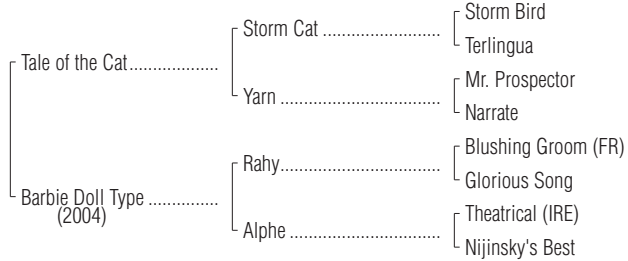 Storm Bird
Storm Cat ..........................
Terlingua
Tale of the Cat...................
Mr. Prospector
Yarn ...................................
Narrate
Blushing Groom (FR)
Rahy...................................
Glorious Song
Barbie Doll Type ...............
(2004)
Theatrical (IRE)
Alphe .................................
Nijinsky's Best